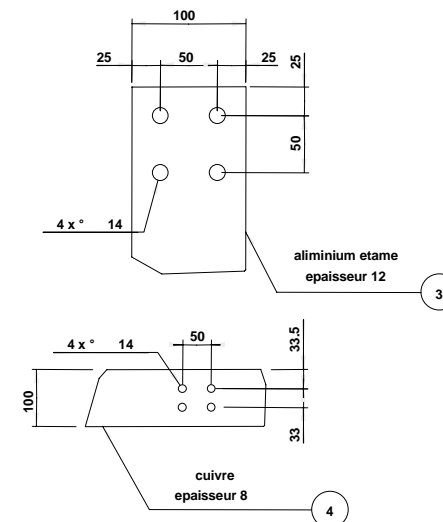 100
25 50 25
25
50
4 x ° 14
aliminium etame
epaisseur 12
3
4 x ° 14
50
33.5
100
33
cuivre
epaisseur 8
4